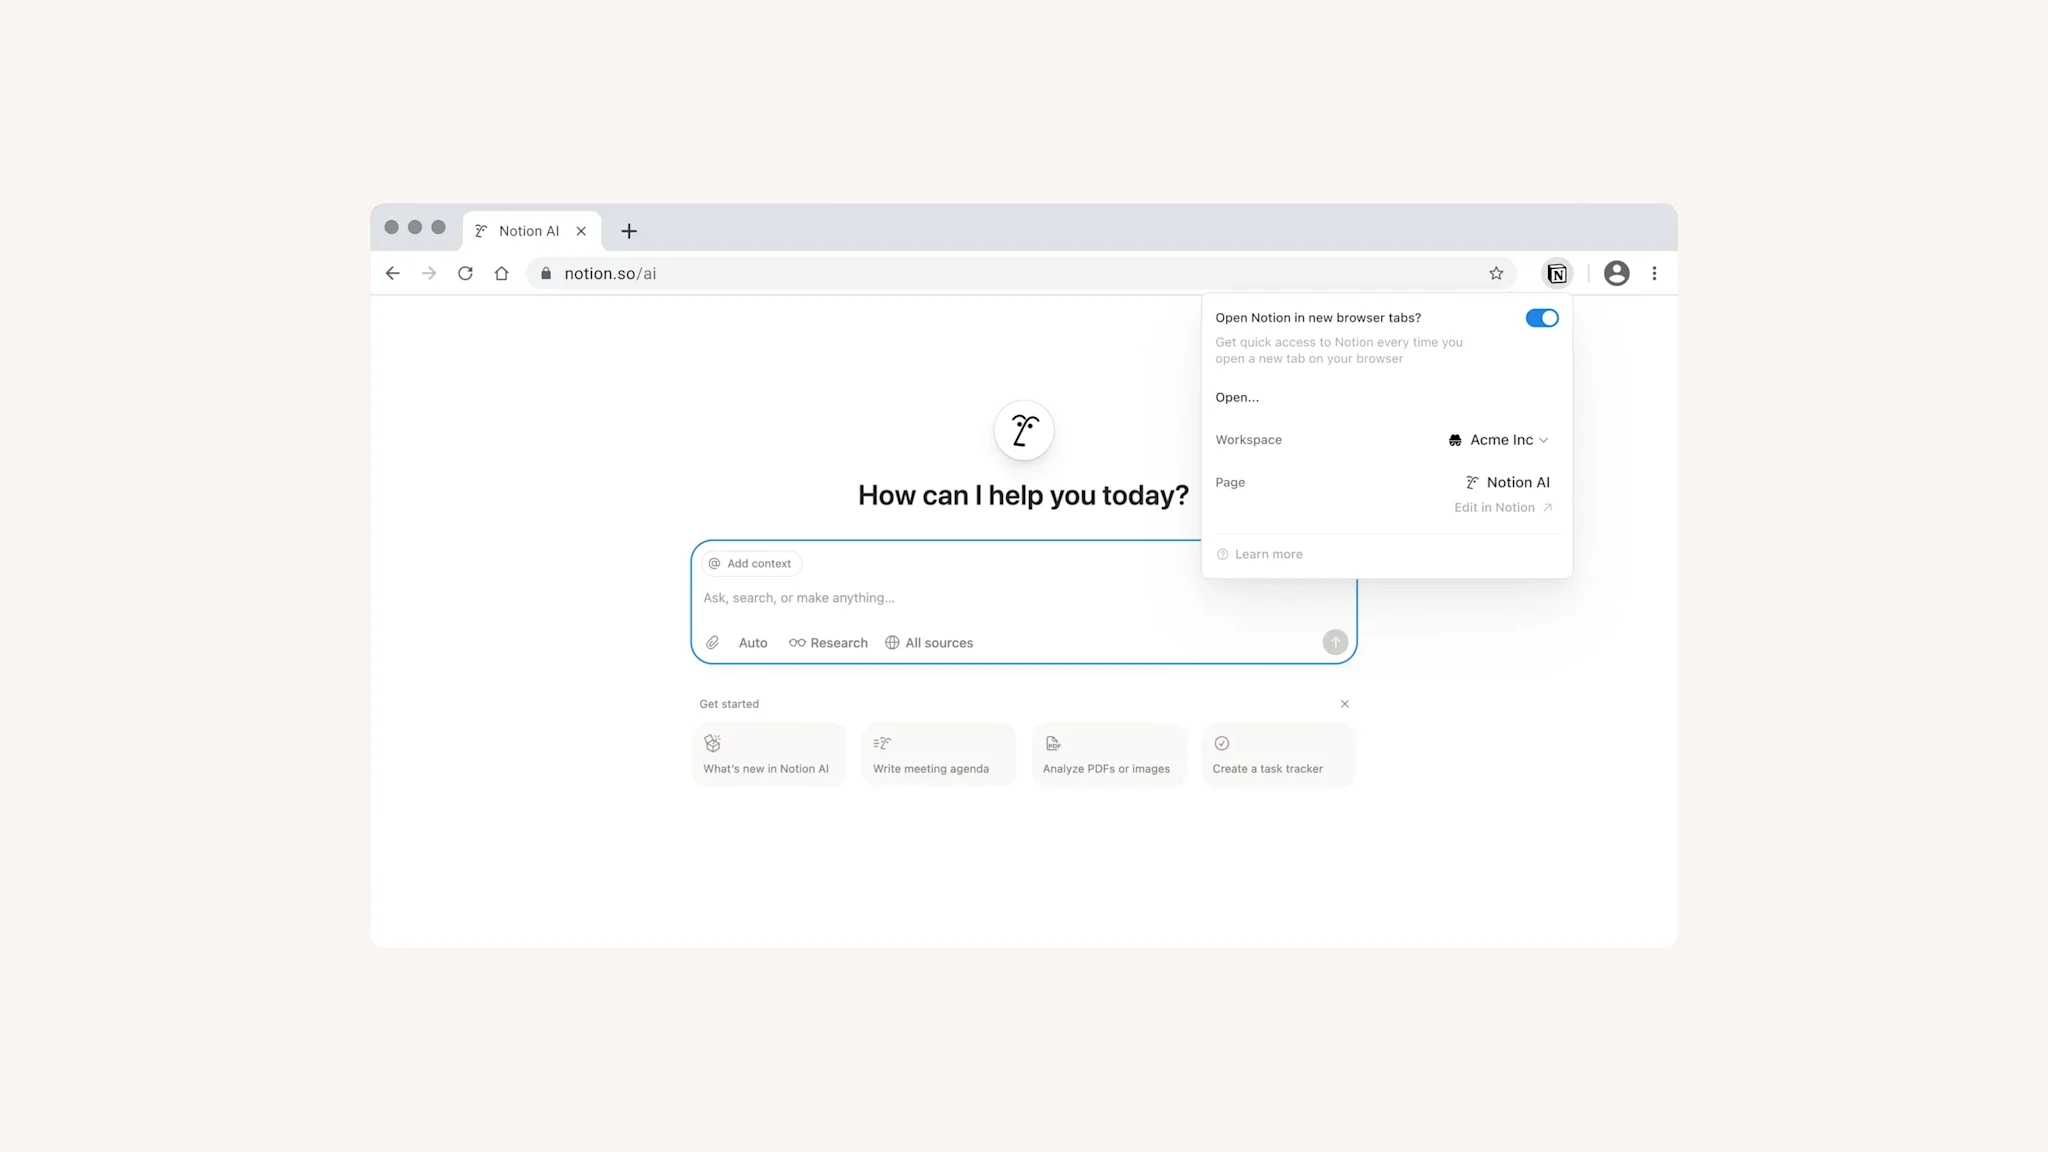 Notion AI
notion.so/ai
Open Notion in new browser tabs?
Get quick access to Notion every time you
open a new tab on your browser
Open...
Workspace
Acme Inc
Page
Notion AI
Edit in Notion
Learn more
How can I help you today?
@ Add context
Ask, search, or make anything...
Auto
Research
All sources
Get started
What's new in Notion AI
Write meeting agenda
PDF
Analyze PDFs or images
Create a task tracker